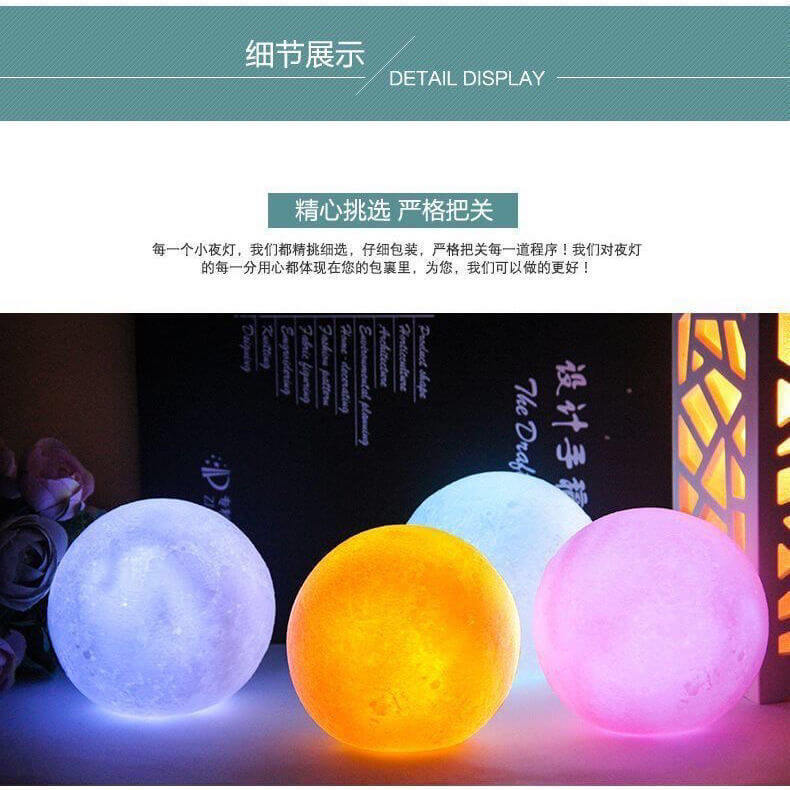 细节展示
DETAIL DISPLAY
精心挑选 严格把关
每一个小夜灯，我们都精挑细选，仔细包装，严格把关每一道程序！我们对夜灯
的每一分用心都体现在您的包裹里，为您，我们可以做的更好！
Product shape
Horticulture
Architecture
Enviromental planning
Home-decorating
Fashion pattern
Fabric figuring
Embroidering
Knitting
Designing
设计手稿
The Draf